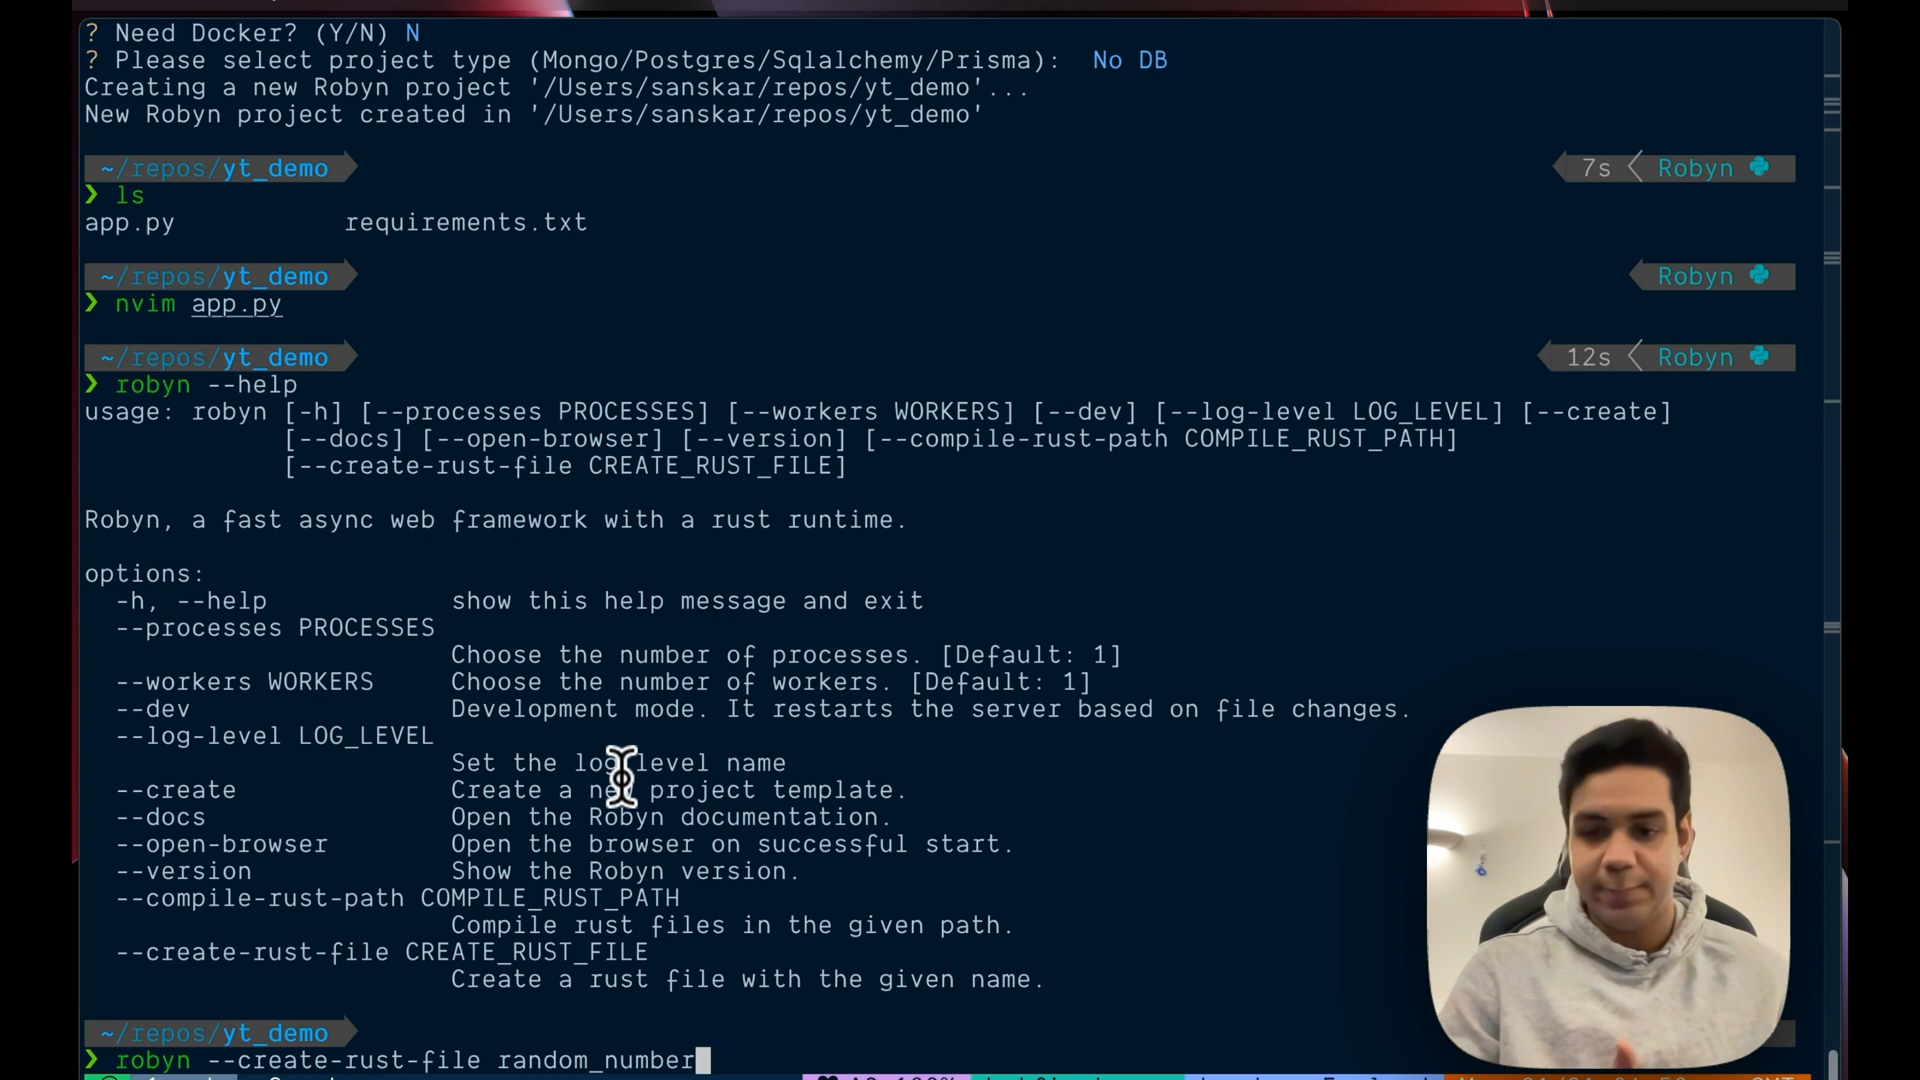 ? Need Docker? (Y/N) N
? Please select project type (Mongo/Postgres/Sqlalchemy/Prisma):  No DB
Creating a new Robyn project '/Users/sanskar/repos/yt_demo'...
New Robyn project created in '/Users/sanskar/repos/yt_demo'
~/repos/yt_demo 7s Robyn
❯ ls
app.py requirements.txt
~/repos/yt_demo Robyn
❯ nvim app.py
~/repos/yt_demo 12s Robyn
❯ robyn --help
usage: robyn [-h] [--processes PROCESSES] [--workers WORKERS] [--dev] [--log-level LOG_LEVEL] [--create]
[--docs] [--open-browser] [--version] [--compile-rust-path COMPILE_RUST_PATH]
[--create-rust-file CREATE_RUST_FILE]
Robyn, a fast async web framework with a rust runtime.
options:
-h, --help show this help message and exit
--processes PROCESSES
Choose the number of processes. [Default: 1]
--workers WORKERS Choose the number of workers. [Default: 1]
--dev Development mode. It restarts the server based on file changes.
--log-level LOG_LEVEL
Set the log level name
--create Create a new project template.
--docs Open the Robyn documentation.
--open-browser Open the browser on successful start.
--version Show the Robyn version.
--compile-rust-path COMPILE_RUST_PATH
Compile rust files in the given path.
--create-rust-file CREATE_RUST_FILE
Create a rust file with the given name.
~/repos/yt_demo
❯ robyn --create-rust-file random_number